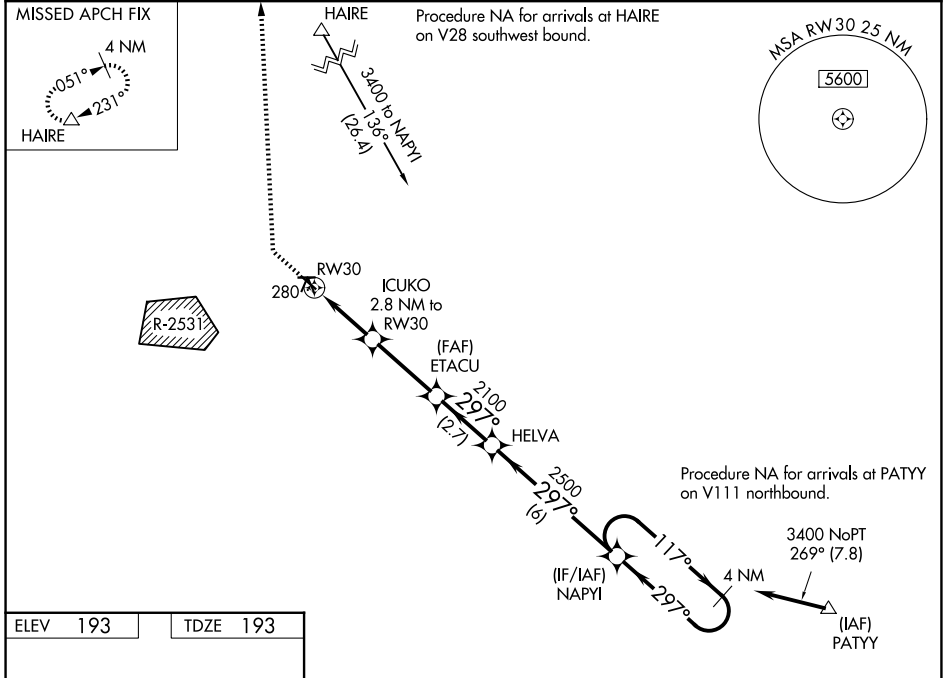 MISSED APCH FIX
4 NM
051°
231°
HAIRE
HAIRE
3400 to NAPYI
136°
(26.4)
Procedure NA for arrivals at HAIRE
on V28 southwest bound.
MSA RW30 25 NM
5600
RW30
280
ICUKO
2.8 NM to
RW30
R-2531
(FAF)
ETACU
2100
297°
(2.7)
HELVA
2500
297°
(6)
Procedure NA for arrivals at PATYY
on V111 northbound.
3400 NoPT
269° (7.8)
117°
4 NM
297°
(IF/IAF)
NAPYI
(IAF)
PATYY
ELEV 193
TDZE 193